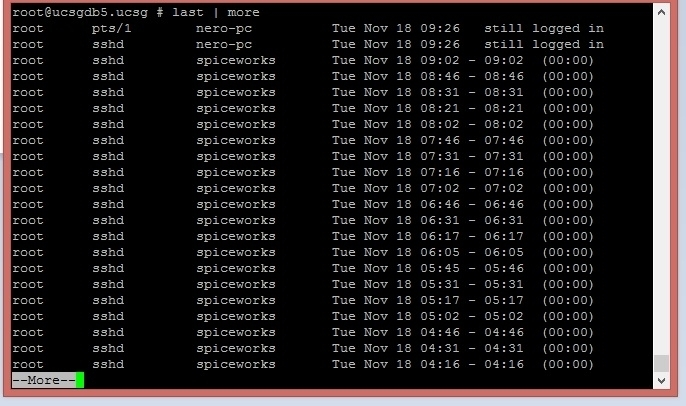 root@ucsgdb5.ucsg # last | more
root      pts/1        nero-pc          Tue Nov 18 09:26   still logged in
root      sshd         nero-pc          Tue Nov 18 09:26   still logged in
root      sshd         spiceworks       Tue Nov 18 09:02 - 09:02  (00:00)
root      sshd         spiceworks       Tue Nov 18 08:46 - 08:46  (00:00)
root      sshd         spiceworks       Tue Nov 18 08:31 - 08:31  (00:00)
root      sshd         spiceworks       Tue Nov 18 08:21 - 08:21  (00:00)
root      sshd         spiceworks       Tue Nov 18 08:02 - 08:02  (00:00)
root      sshd         spiceworks       Tue Nov 18 07:46 - 07:46  (00:00)
root      sshd         spiceworks       Tue Nov 18 07:31 - 07:31  (00:00)
root      sshd         spiceworks       Tue Nov 18 07:16 - 07:16  (00:00)
root      sshd         spiceworks       Tue Nov 18 07:02 - 07:02  (00:00)
root      sshd         spiceworks       Tue Nov 18 06:46 - 06:46  (00:00)
root      sshd         spiceworks       Tue Nov 18 06:31 - 06:31  (00:00)
root      sshd         spiceworks       Tue Nov 18 06:17 - 06:17  (00:00)
root      sshd         spiceworks       Tue Nov 18 06:05 - 06:05  (00:00)
root      sshd         spiceworks       Tue Nov 18 05:45 - 05:46  (00:00)
root      sshd         spiceworks       Tue Nov 18 05:31 - 05:31  (00:00)
root      sshd         spiceworks       Tue Nov 18 05:17 - 05:17  (00:00)
root      sshd         spiceworks       Tue Nov 18 05:02 - 05:02  (00:00)
root      sshd         spiceworks       Tue Nov 18 04:46 - 04:46  (00:00)
root      sshd         spiceworks       Tue Nov 18 04:31 - 04:31  (00:00)
root      sshd         spiceworks       Tue Nov 18 04:16 - 04:16  (00:00)
--More--